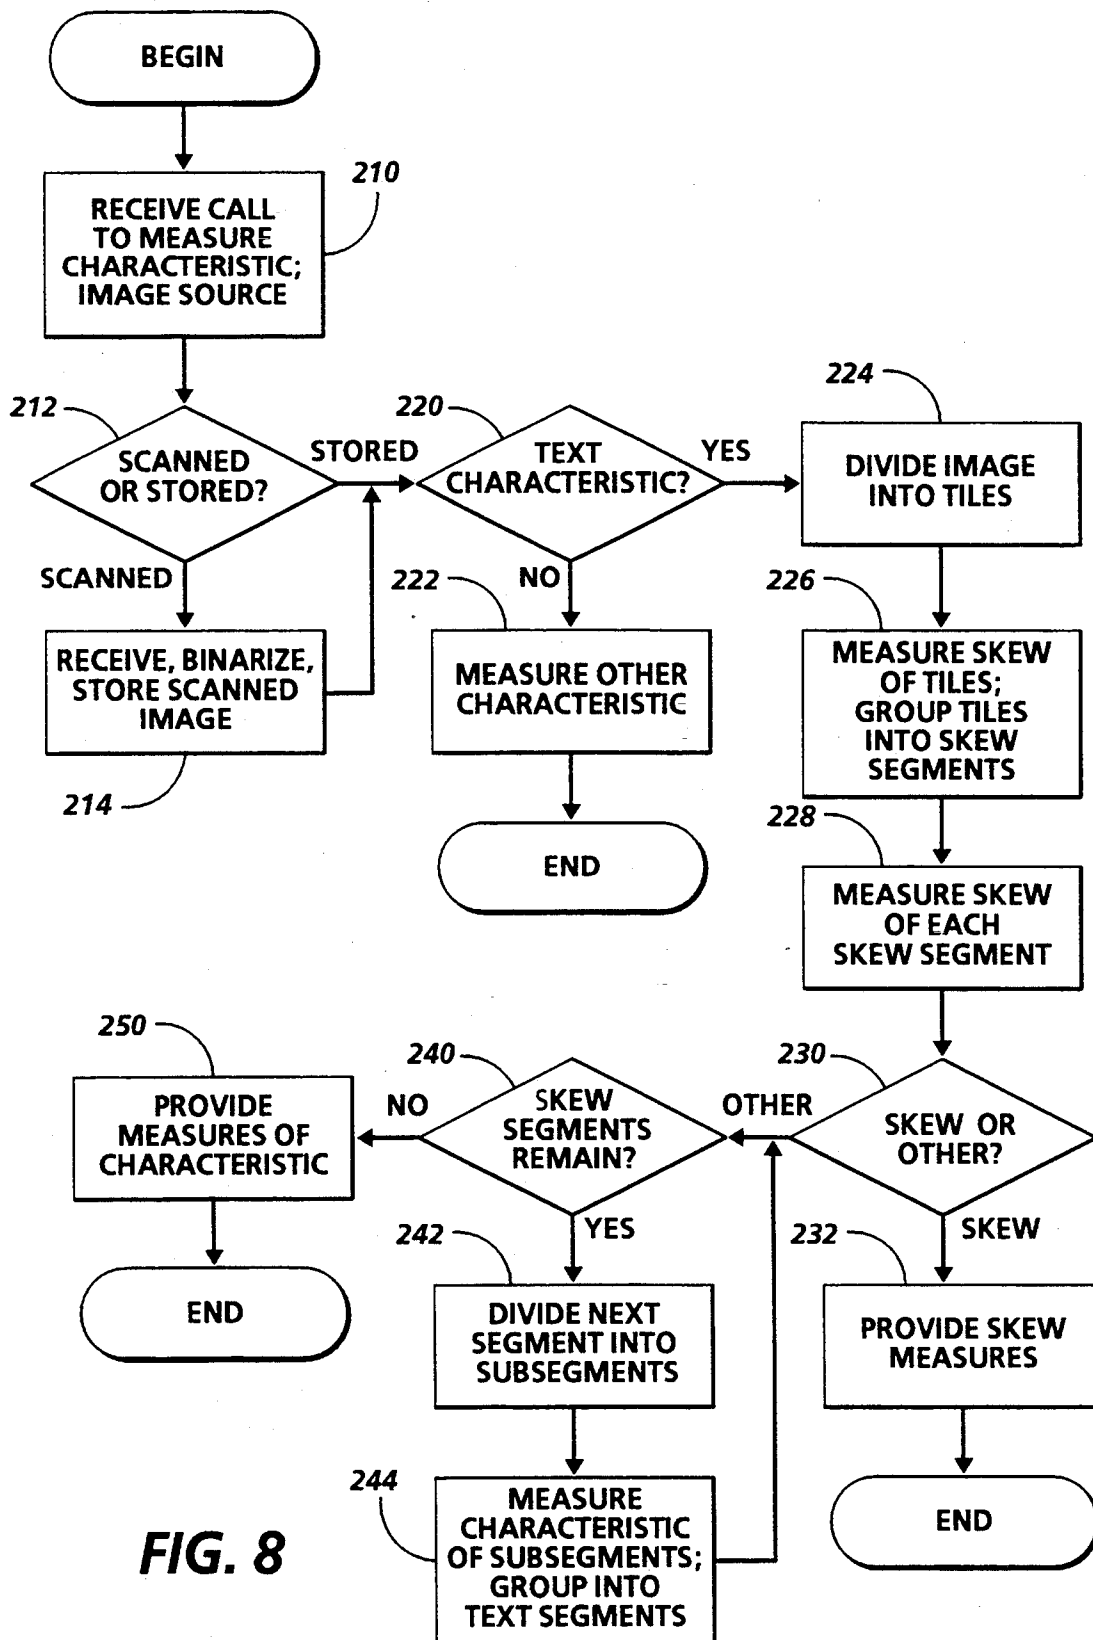 BEGIN
210
RECEIVE CALL
TO MEASURE
CHARACTERISTIC;
IMAGE SOURCE
212
SCANNED
OR STORED?
STORED
SCANNED
RECEIVE, BINARIZE,
STORE SCANNED
IMAGE
214
220
TEXT
CHARACTERISTIC?
YES
NO
222
MEASURE OTHER
CHARACTERISTIC
END
224
DIVIDE IMAGE
INTO TILES
226
MEASURE SKEW
OF TILES;
GROUP TILES
INTO SKEW
SEGMENTS
228
MEASURE SKEW
OF EACH
SKEW SEGMENT
230
SKEW OR
OTHER?
OTHER
SKEW
232
PROVIDE SKEW
MEASURES
END
240
SKEW
SEGMENTS
REMAIN?
NO
YES
250
PROVIDE
MEASURES OF
CHARACTERISTIC
END
242
DIVIDE NEXT
SEGMENT INTO
SUBSEGMENTS
244
MEASURE
CHARACTERISTIC
OF SUBSEGMENTS;
GROUP INTO
TEXT SEGMENTS
FIG. 8